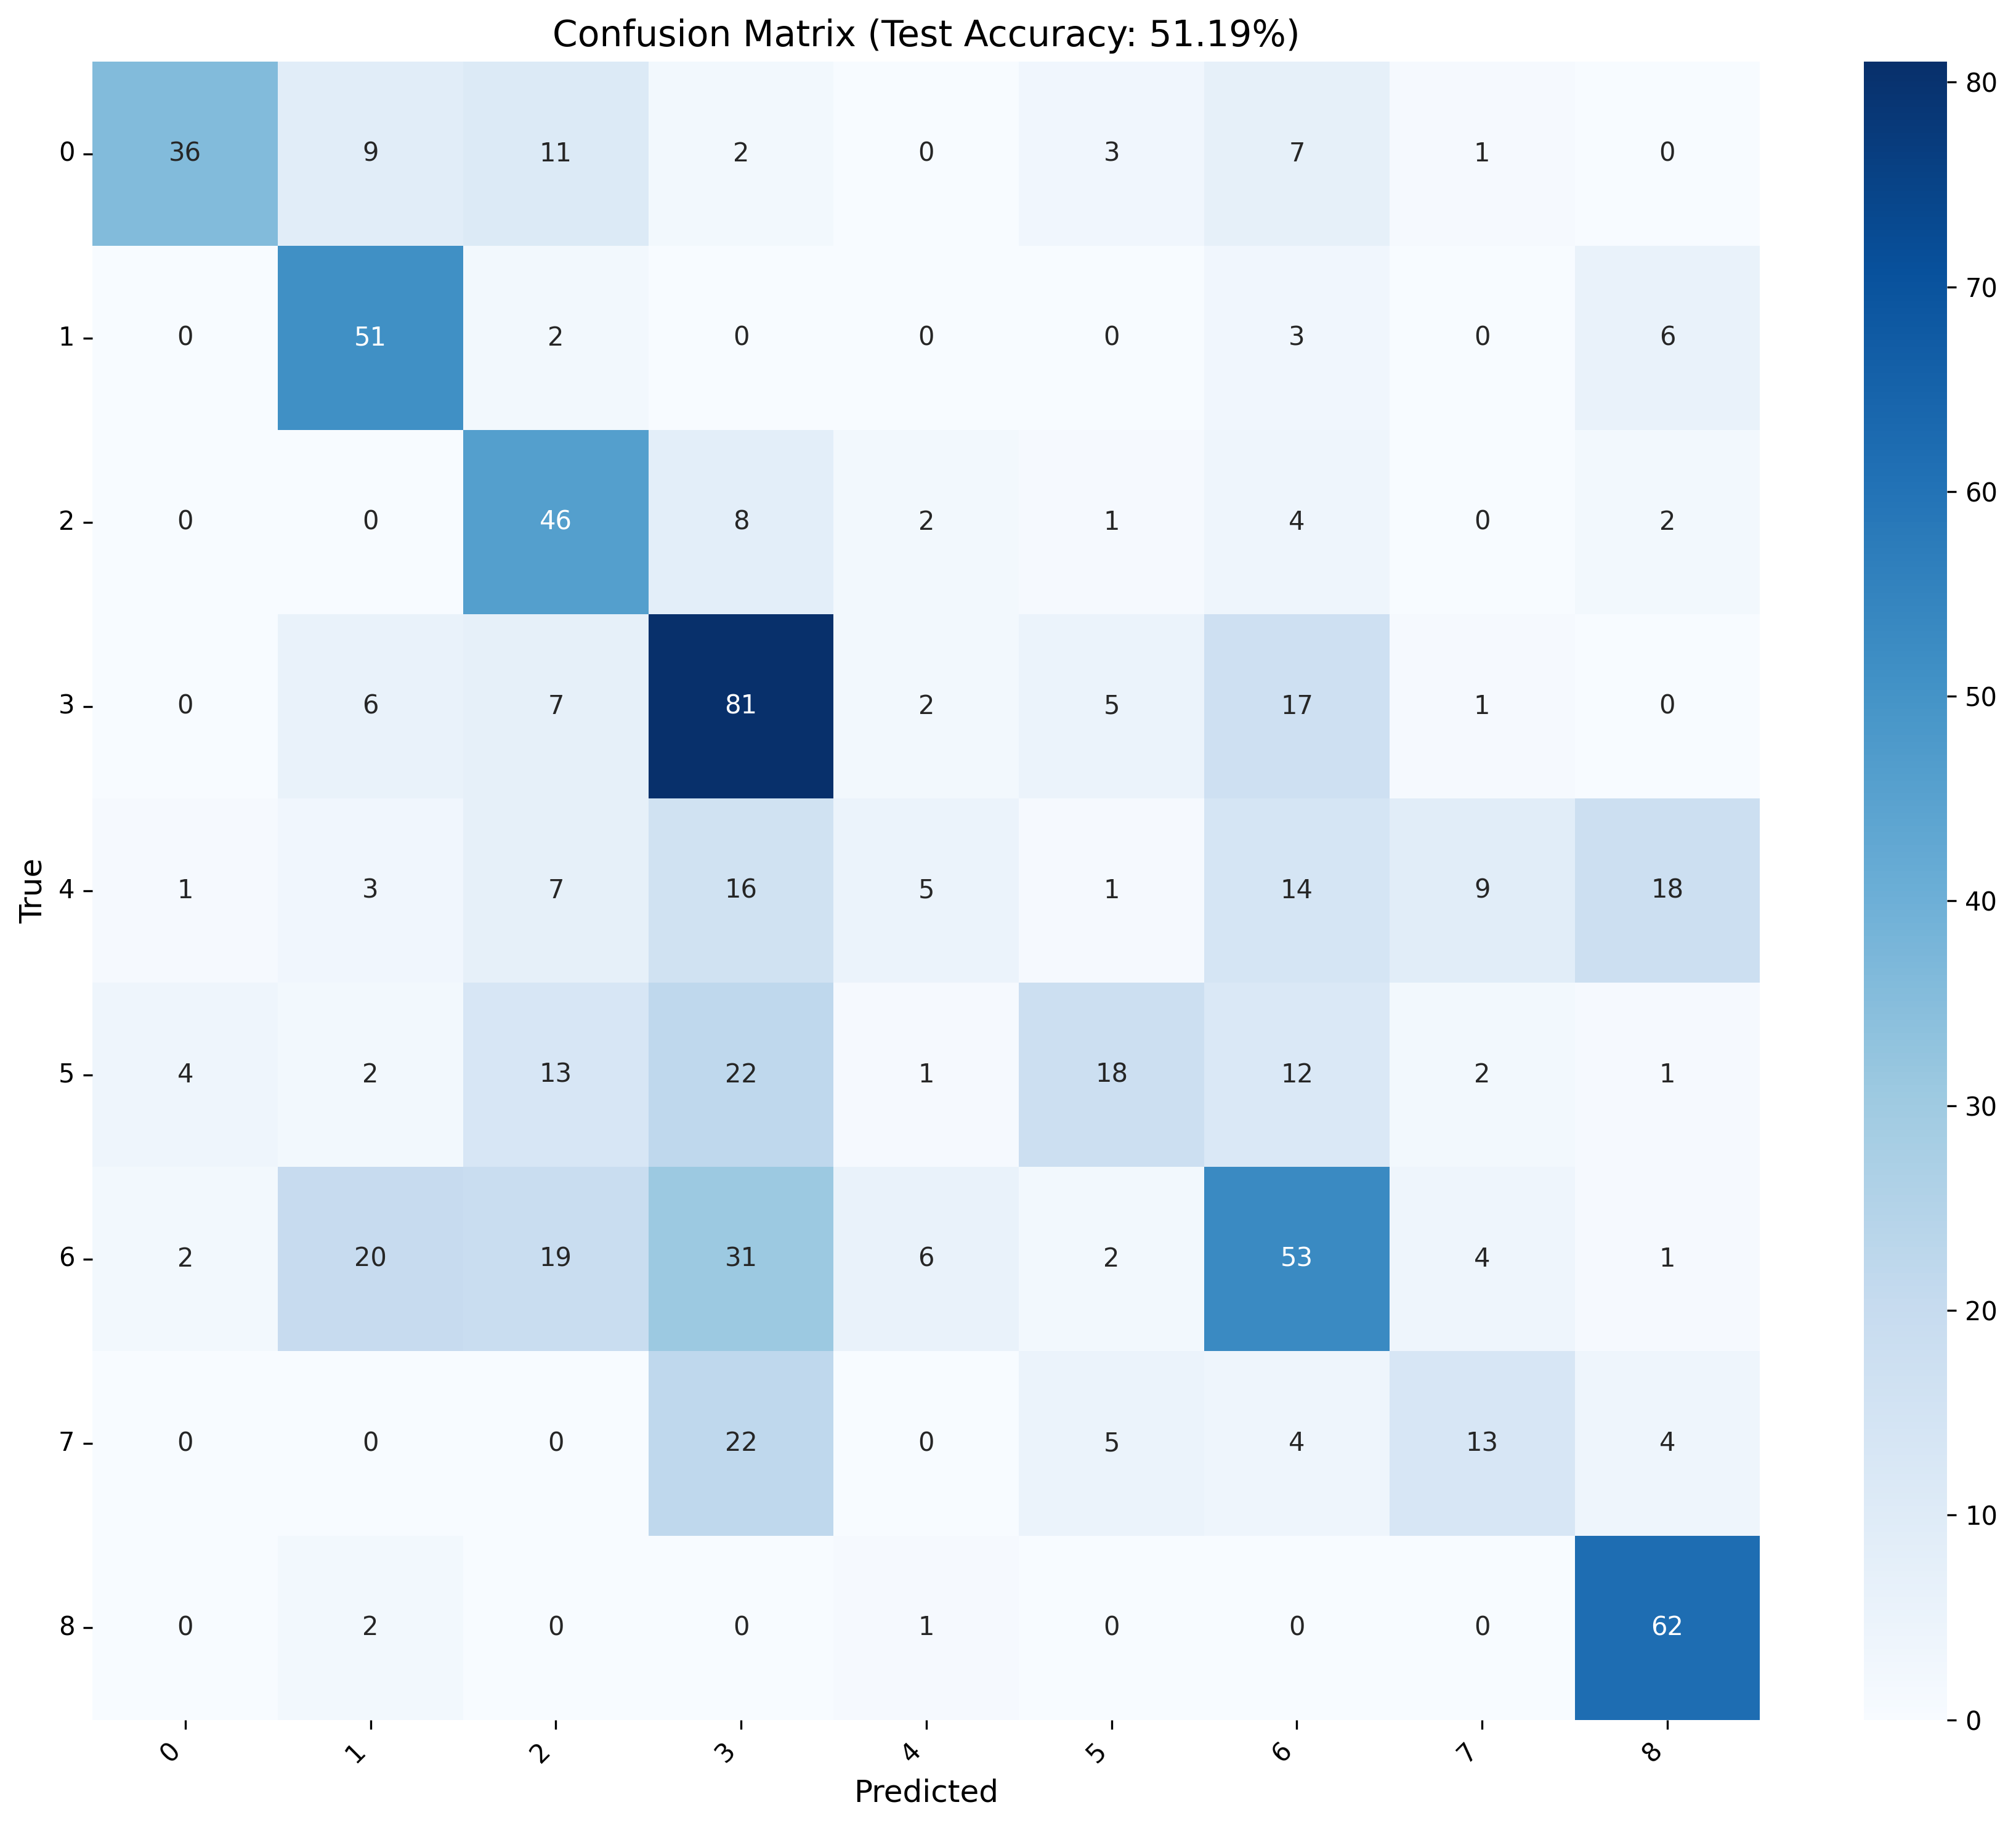 Confusion Matrix (Test Accuracy: 51.19%)
0 36 9 11 2 0 3 7 1 0
1 0 51 2 0 0 0 3 0 6
2 0 0 46 8 2 1 4 0 2
3 0 6 7 81 2 5 17 1 0
4 1 3 7 16 5 1 14 9 18
5 4 2 13 22 1 18 12 2 1
6 2 20 19 31 6 2 53 4 1
7 0 0 0 22 0 5 4 13 4
8 0 2 0 0 1 0 0 0 62
0 1 2 3 4 5 6 7 8
Predicted
True
80
70
60
50
40
30
20
10
0